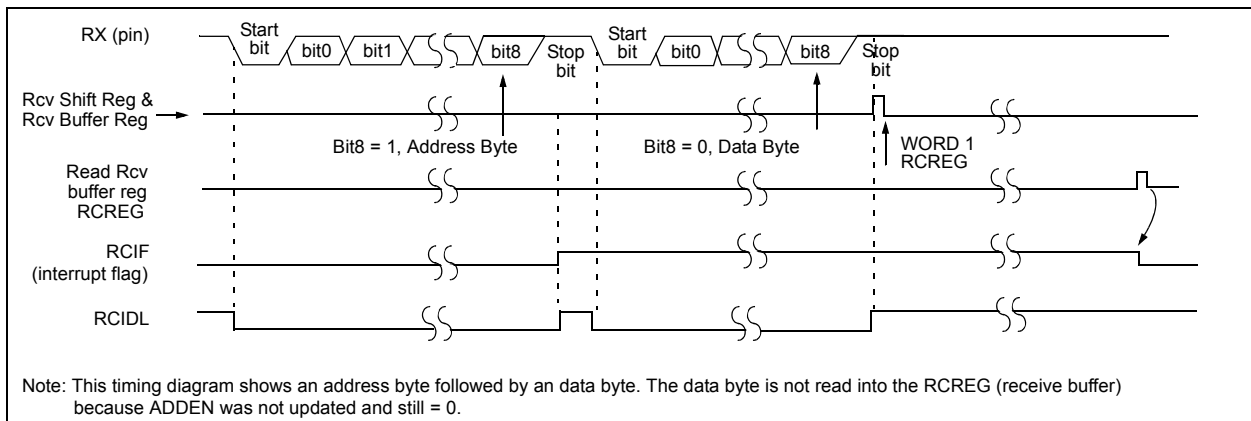 RX (pin)
Start
bit
bit0
bit1
bit8
Stop
bit
Start
bit
bit0
bit8
Stop
bit
Rcv Shift Reg &
Rcv Buffer Reg
Bit8 = 1, Address Byte
Bit8 = 0, Data Byte
WORD 1
RCREG
Read Rcv
buffer reg
RCREG
RCIF
(interrupt flag)
RCIDL
Note: This timing diagram shows an address byte followed by an data byte. The data byte is not read into the RCREG (receive buffer)
because ADDEN was not updated and still = 0.